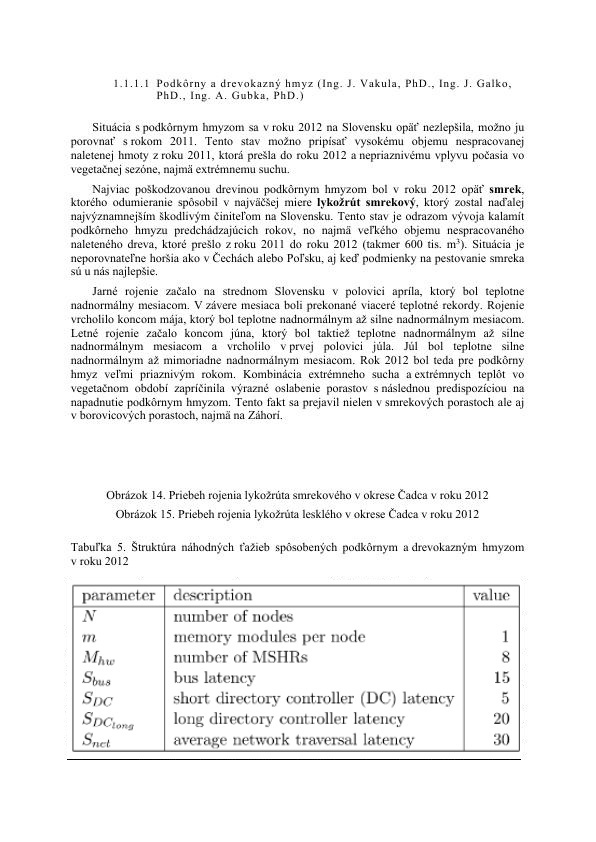 1.1.1.1 Podkôrny a drevokazný hmyz (Ing. J. Vakula, PhD., Ing. J. Galko,
PhD., Ing. A. Gubka, PhD.)
Situácia s podkôrnym hmyzom sa v roku 2012 na Slovensku opäť nezlepšila, možno ju
porovnať s rokom 2011. Tento stav možno pripísať vysokému objemu nespracovanej
naletenej hmoty z roku 2011, ktorá prešla do roku 2012 a nepriaznivému vplyvu počasia vo
vegetačnej sezóne, najmä extrémnemu suchu.
Najviac poškodzovanou drevinou podkôrnym hmyzom bol v roku 2012 opäť smrek,
ktorého odumieranie spôsobil v najväčšej miere lykožrút smrekový, ktorý zostal naďalej
najvýznamnejším škodlivým činiteľom na Slovensku. Tento stav je odrazom vývoja kalamít
podkôrneho hmyzu predchádzajúcich rokov, no najmä veľkého objemu nespracovaného
naleteného dreva, ktoré prešlo z roku 2011 do roku 2012 (takmer 600 tis. m³). Situácia je
neporovnateľne horšia ako v Čechách alebo Poľsku, aj keď podmienky na pestovanie smreka
sú u nás najlepšie.
Jarné rojenie začalo na strednom Slovensku v polovici apríla, ktorý bol teplotne
nadnormálny mesiacom. V závere mesiaca boli prekonané viaceré teplotné rekordy. Rojenie
vrcholilo koncom mája, ktorý bol teplotne nadnormálnym až silne nadnormálnym mesiacom.
Letné rojenie začalo koncom júna, ktorý bol taktiež teplotne nadnormálnym až silne
nadnormálnym mesiacom a vrcholilo v prvej polovici júla. Júl bol teplotne silne
nadnormálnym až mimoriadne nadnormálnym mesiacom. Rok 2012 bol teda pre podkôrny
hmyz veľmi priaznivým rokom. Kombinácia extrémneho sucha a extrémnych teplôt vo
vegetačnom období zapríčinila výrazné oslabenie porastov s následnou predispozíciou na
napadnutie podkôrnym hmyzom. Tento fakt sa prejavil nielen v smrekových porastoch ale aj
v borovicových porastoch, najmä na Záhorí.
Obrázok 14. Priebeh rojenia lykožrúta smrekového v okrese Čadca v roku 2012
Obrázok 15. Priebeh rojenia lykožrúta lesklého v okrese Čadca v roku 2012
Tabuľka 5. Štruktúra náhodných ťažieb spôsobených podkôrnym a drevokazným hmyzom
v roku 2012
parameter description value
N number of nodes
m memory modules per node 1
M_hw number of MSHRs 8
S_bus bus latency 15
S_DC short directory controller (DC) latency 5
S_DC_long long directory controller latency 20
S_net average network traversal latency 30